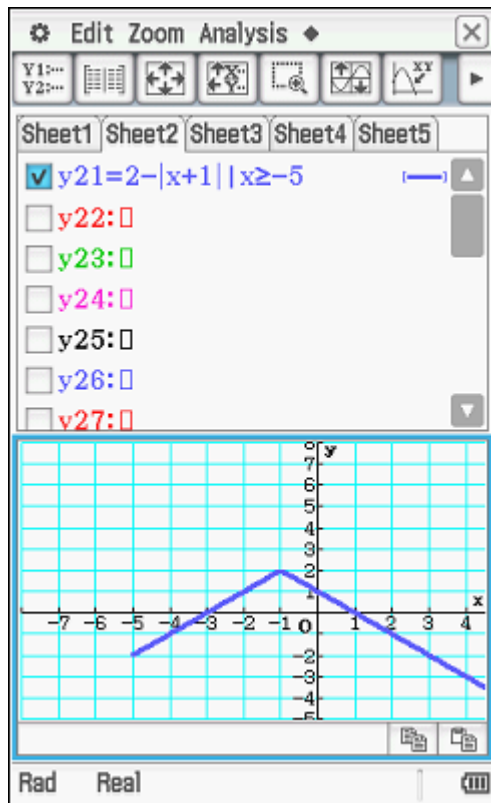 Edit Zoom Analysis
Y1:··· Y2:···
XY
Sheet1 Sheet2 Sheet3 Sheet4 Sheet5
y21=2-|x+1||x≥-5
y22:▯
y23:▯
y24:▯
y25:▯
y26:▯
y27:▯
y
7
6
5
4
3
2
1
x
-7 -6 -5 -4 -3 -2 -1 0 1 2 3 4
-2
-3
-4
-5
Rad Real